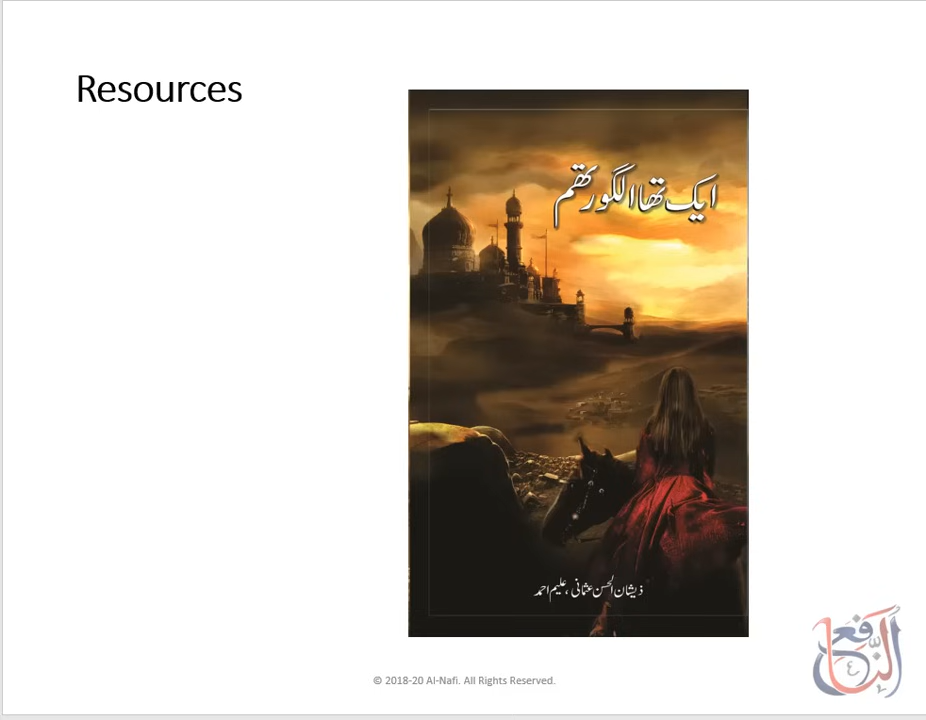 Resources
ایک تھا الگورتھم
ذیشان الحسن عثمانی، علیم احمد
© 2018-20 Al-Nafi. All Rights Reserved.
النافع